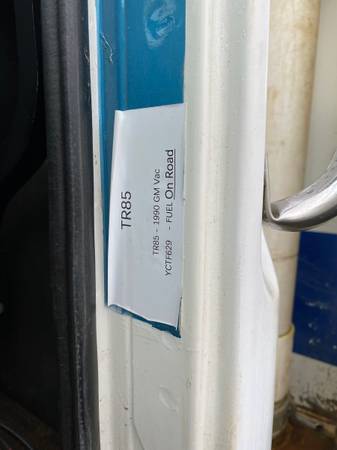 TR85
TR85 - 1990 GM Vac
YCTF629 - FUEL On Road